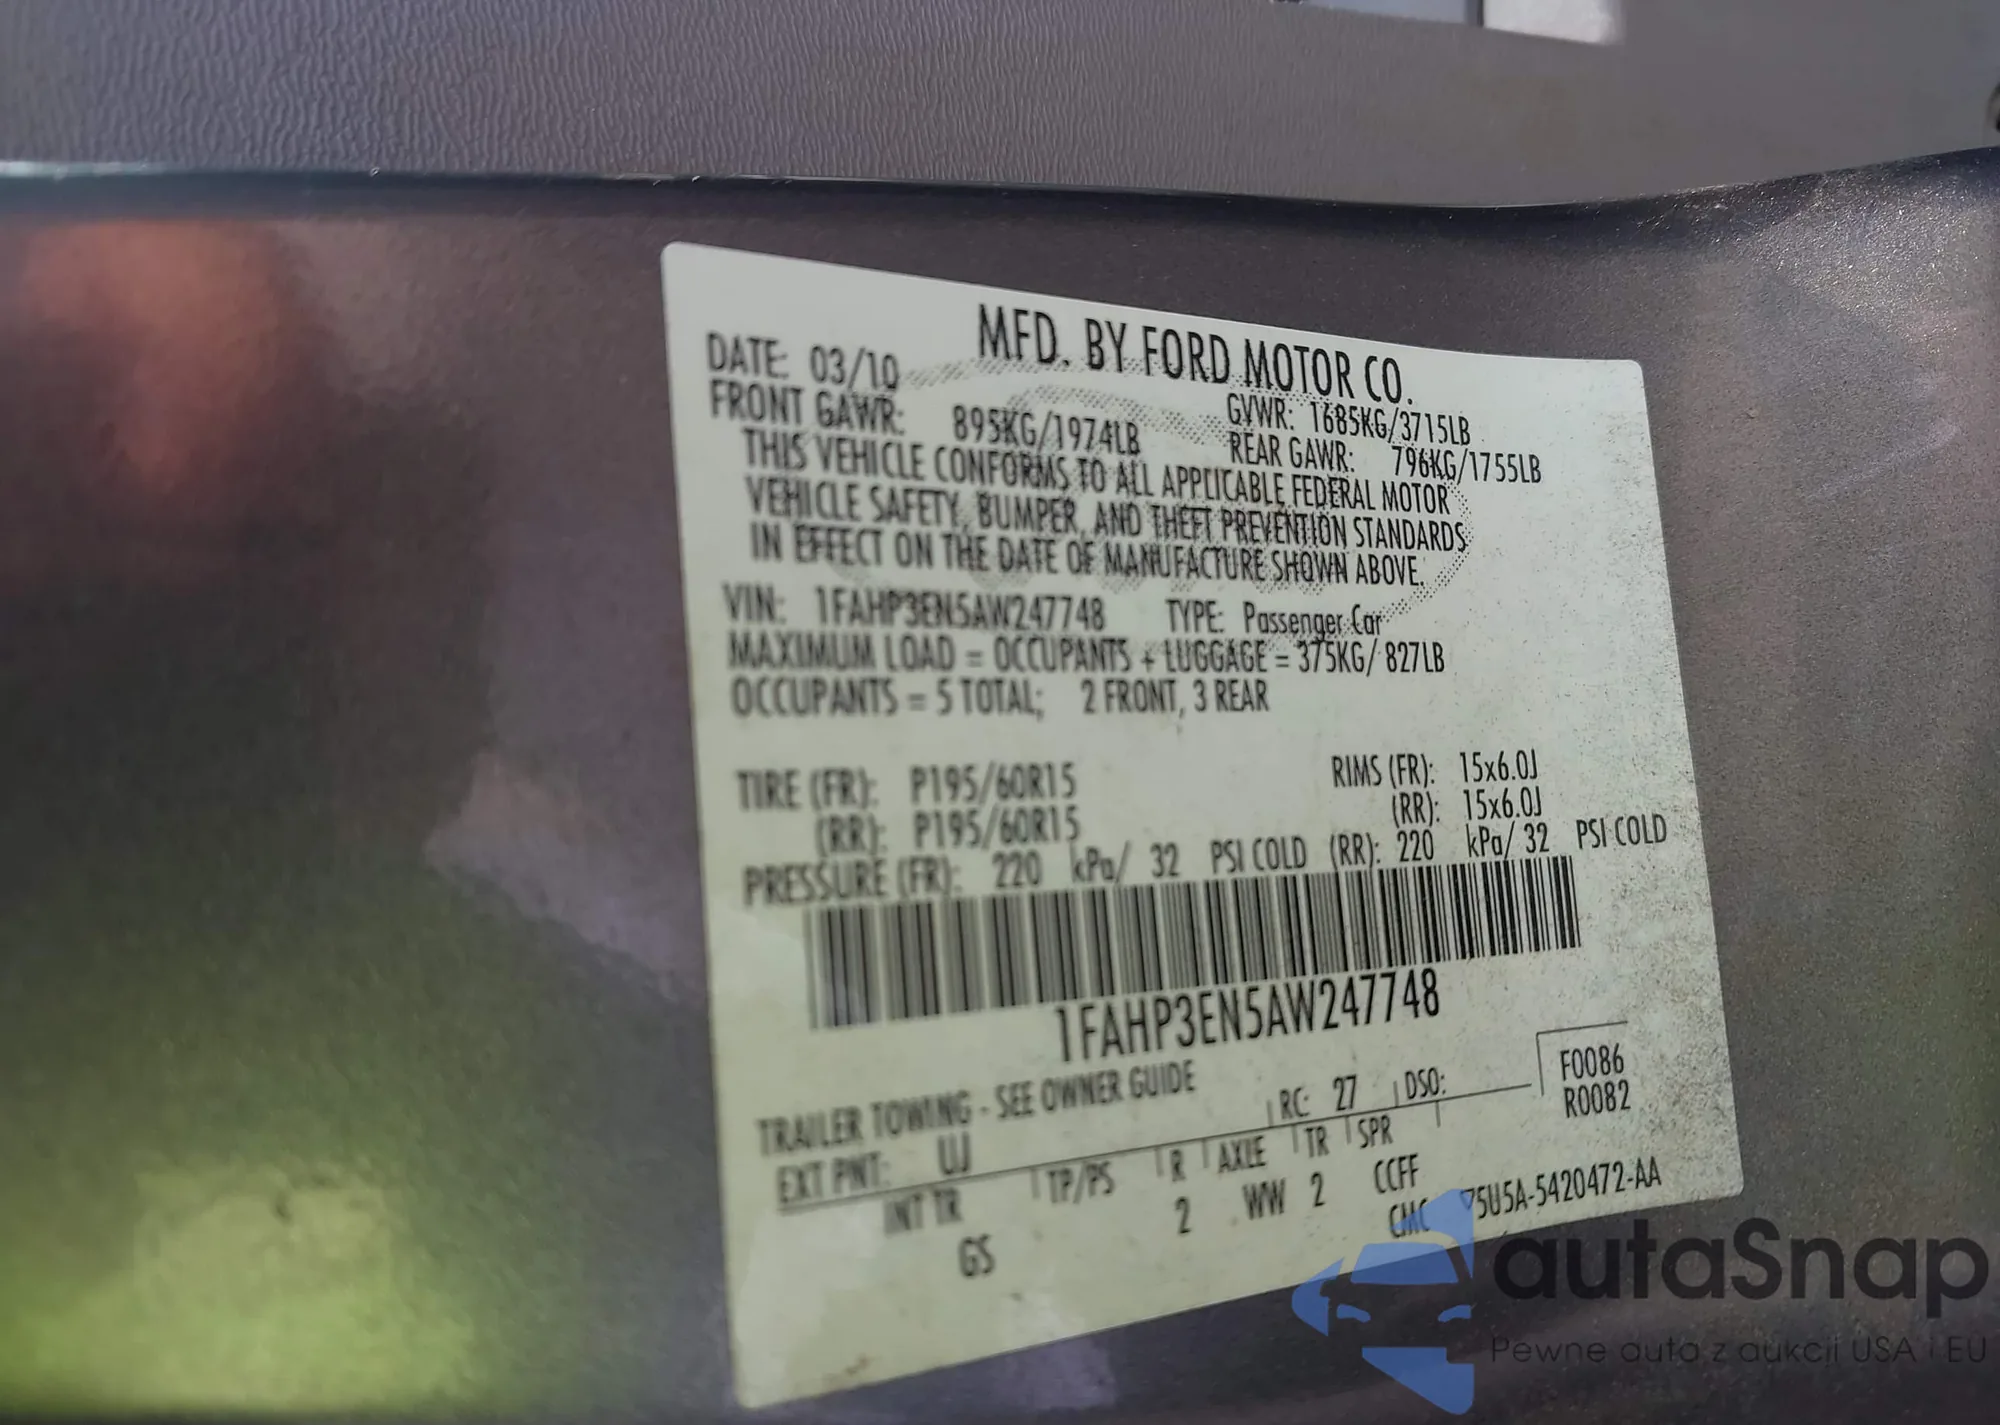 MFD. BY FORD MOTOR CO.
DATE: 03/10 GVWR: 1685KG/3715LB
FRONT GAWR: 895KG/1974LB REAR GAWR: 796KG/1755LB
THIS VEHICLE CONFORMS TO ALL APPLICABLE FEDERAL MOTOR
VEHICLE SAFETY, BUMPER, AND THEFT PREVENTION STANDARDS
IN EFFECT ON THE DATE OF MANUFACTURE SHOWN ABOVE.
VIN: 1FAHP3EN5AW247748 TYPE: Passenger Car
MAXIMUM LOAD = OCCUPANTS + LUGGAGE = 375KG/ 827LB
OCCUPANTS = 5 TOTAL; 2 FRONT, 3 REAR
TIRE (FR): P195/60R15 RIMS (FR): 15x6.0J
(RR): P195/60R15 (RR): 15x6.0J
PRESSURE (FR): 220 kPa/ 32 PSI COLD (RR): 220 kPa/ 32 PSI COLD
1FAHP3EN5AW247748
TRAILER TOWING - SEE OWNER GUIDE F0086
EXT PNT: UJ RC: 27 DSO: R0082
INT TR TP/PS R AXLE TR SPR
GS 2 WW 2 CCFF
CMC 75U5A-5420472-AA
autaSnap
Pewne auta z aukcji USA i EU